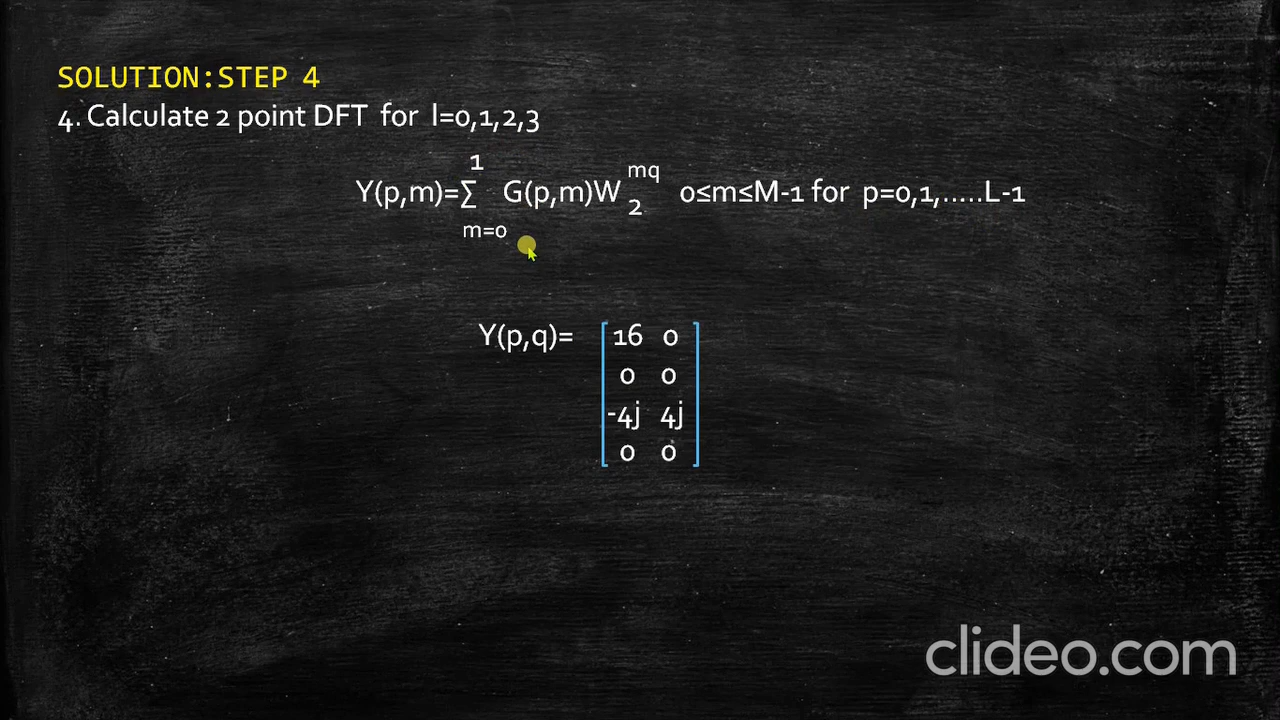 SOLUTION:STEP 4
4. Calculate 2 point DFT for l=0,1,2,3
1
Y(p,m)=∑ G(p,m)W mq 2 0≤m≤M-1 for p=0,1,.....L-1
m=0
Y(p,q)= 16 0
0 0
-4j 4j
0 0
clideo.com